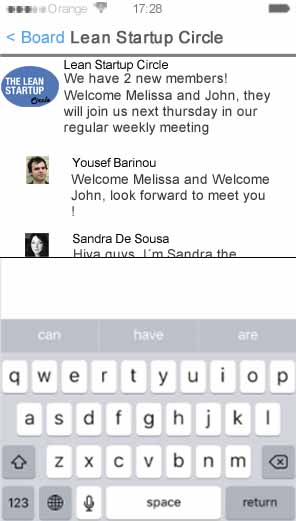 Orange 17:28
< Board Lean Startup Circle
THE LEAN
STARTUP
Circle
Lean Startup Circle
We have 2 new members!
Welcome Melissa and John, they
will join us next thursday in our
regular weekly meeting
Yousef Barinou
Welcome Melissa and Welcome
John, look forward to meet you
!
Sandra De Sousa
Hiya guys, I´m Sandra the
can have are
q w e r t y u i o p
a s d f g h j k l
z x c v b n m
123 space return